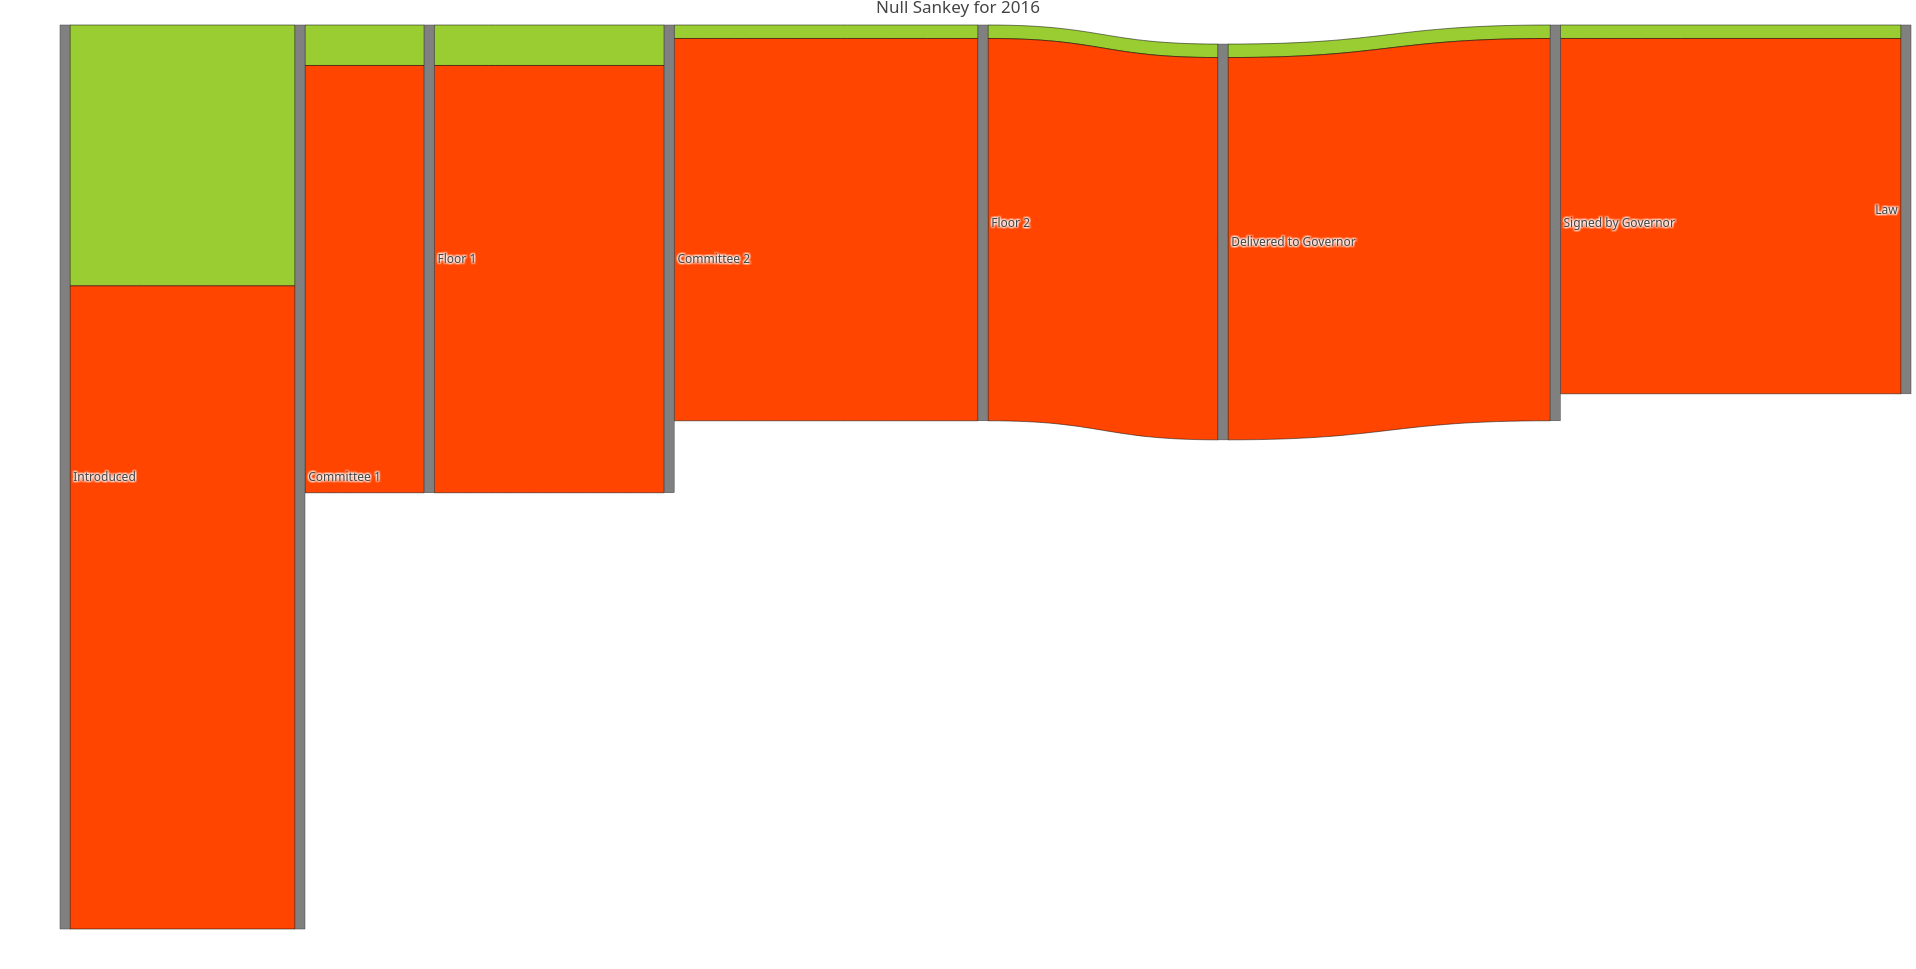 Null Sankey for 2016
Introduced
Committee 1
Floor 1
Committee 2
Floor 2
Delivered to Governor
Signed by Governor
Law